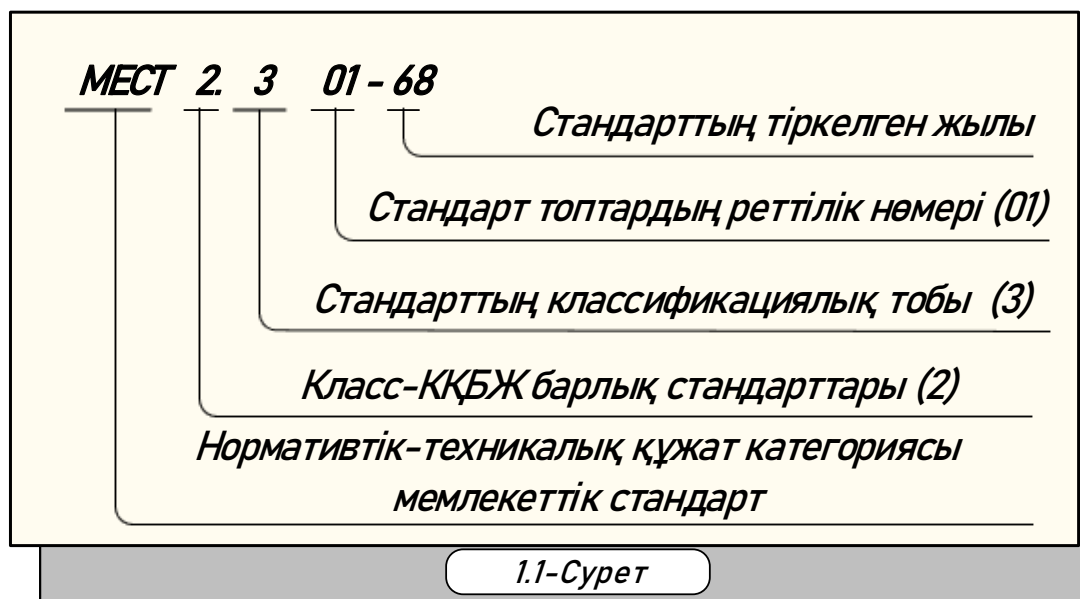 МЕСТ 2. 3 01 - 68
Стандарттың тіркелген жылы
Стандарт топтардың реттілік нөмері (01)
Стандарттың классификациялық тобы (3)
Класс-КҚБЖ барлық стандарттары (2)
Нормативтік-техникалық құжат категориясы
мемлекеттік стандарт
1.1-Сурет